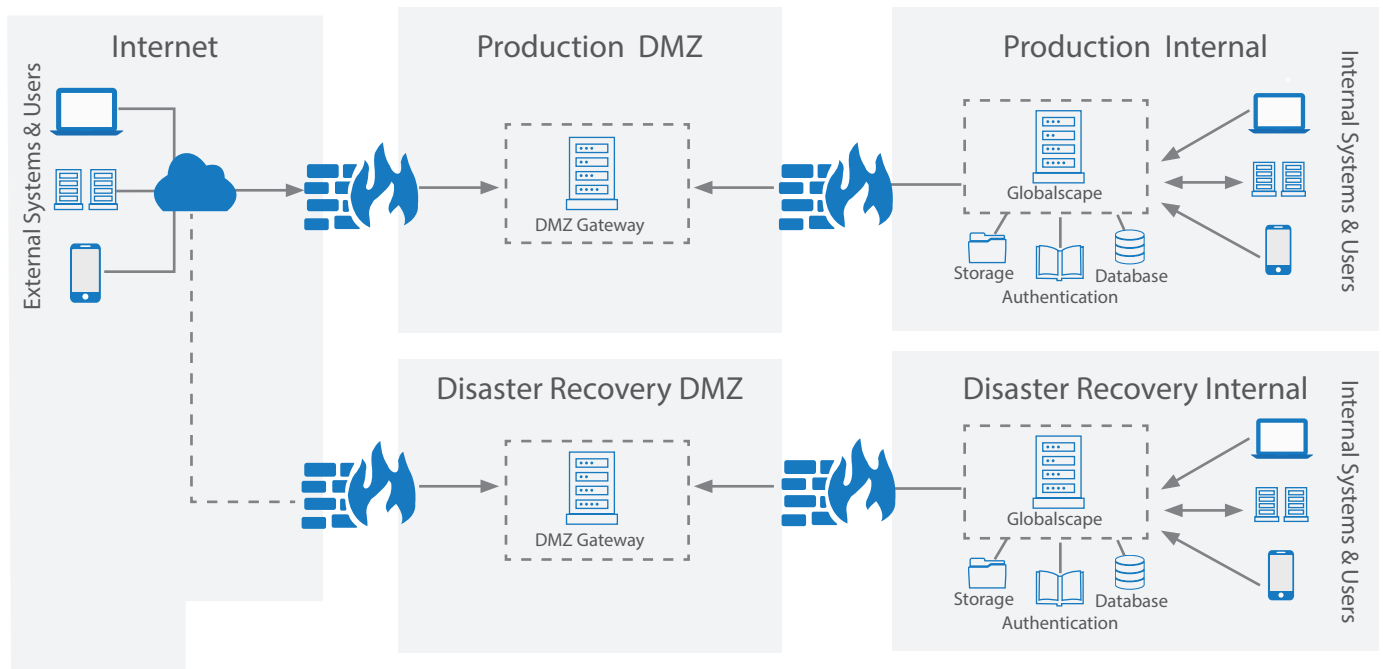 Internet
External Systems & Users
Production DMZ
DMZ Gateway
Production Internal
Globalscape
Storage
Authentication
Database
Internal Systems & Users
Disaster Recovery DMZ
DMZ Gateway
Disaster Recovery Internal
Globalscape
Storage
Authentication
Database
Internal Systems & Users